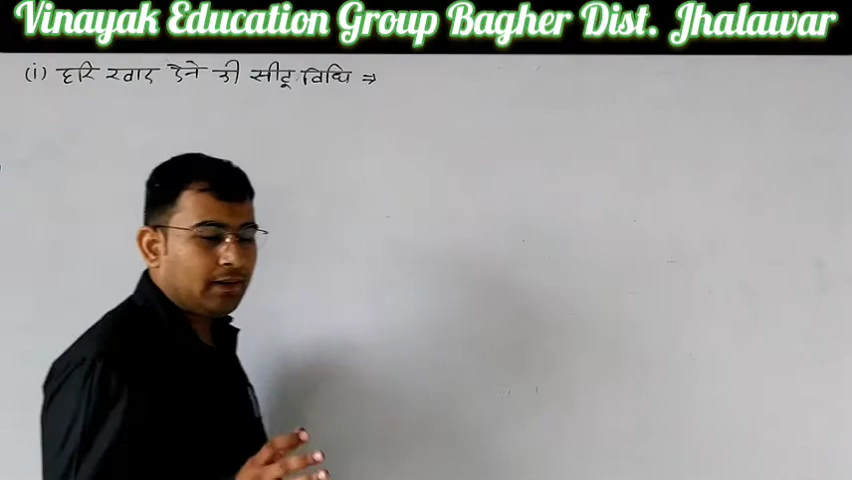 Vinayak Education Group Bagher Dist. Jhalawar
(i) हरि खाद देने की सीटू विधि ⇒